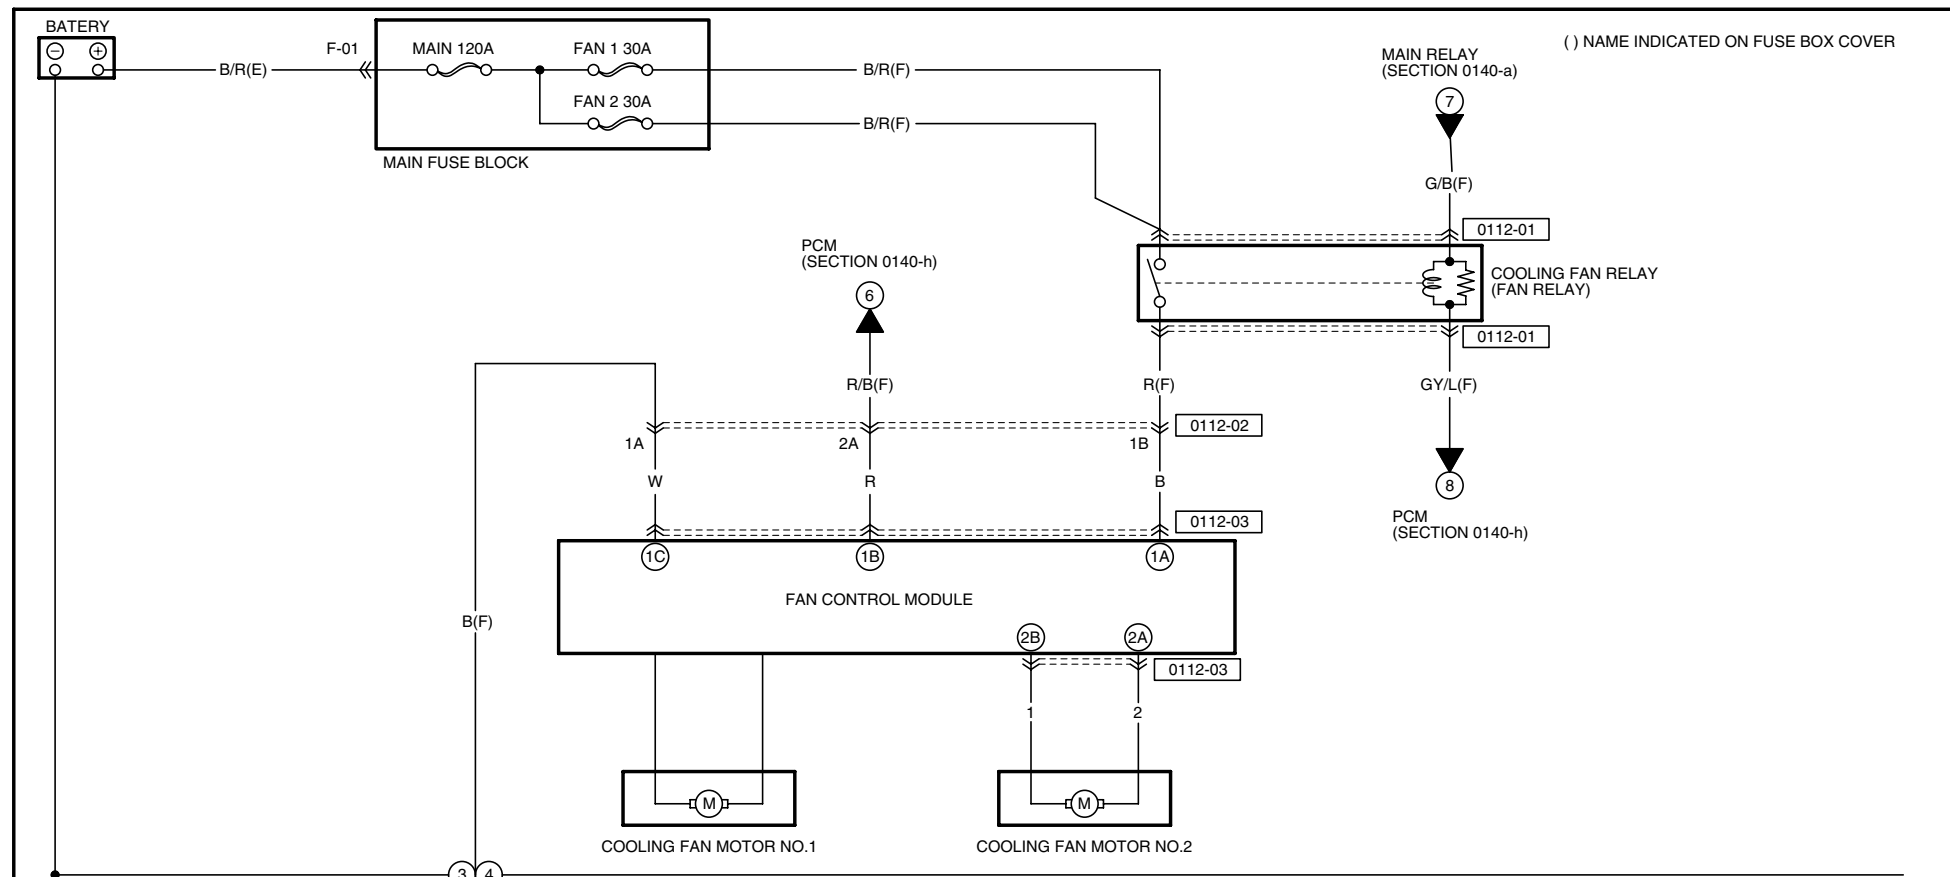 BATERY
( ) NAME INDICATED ON FUSE BOX COVER
F-01
MAIN 120A
FAN 1 30A
MAIN RELAY
(SECTION 0140-a)
- +
B/R(E)
B/R(F)
FAN 2 30A
7
B/R(F)
MAIN FUSE BLOCK
G/B(F)
0112-01
PCM
(SECTION 0140-h)
COOLING FAN RELAY
(FAN RELAY)
6
0112-01
R/B(F)
R(F)
GY/L(F)
0112-02
1A
2A
1B
W
R
B
8
0112-03
PCM
(SECTION 0140-h)
1C
1B
1A
FAN CONTROL MODULE
B(F)
2B
2A
0112-03
1
2
M
M
COOLING FAN MOTOR NO.1
COOLING FAN MOTOR NO.2
3 4